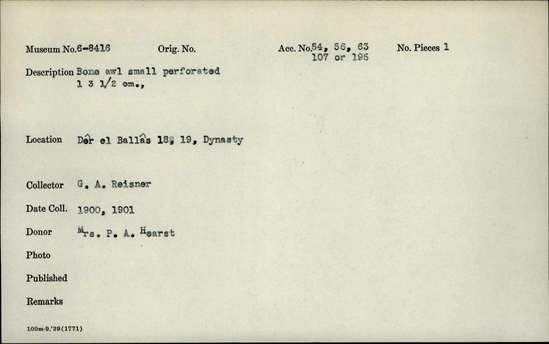 Museum No. 6-8416 Orig. No. Acc. No. 54, 56, 63 No. Pieces 1
107 or 195
Description Bone awl small perforated
1 3 1/2 cm.,
Location Dêr el Ballâs 18, 19, Dynasty
Collector G. A. Reisner
Date Coll. 1900, 1901
Donor Mrs. P. A. Hearst
Photo
Published
Remarks
100m-9,'29(1771)